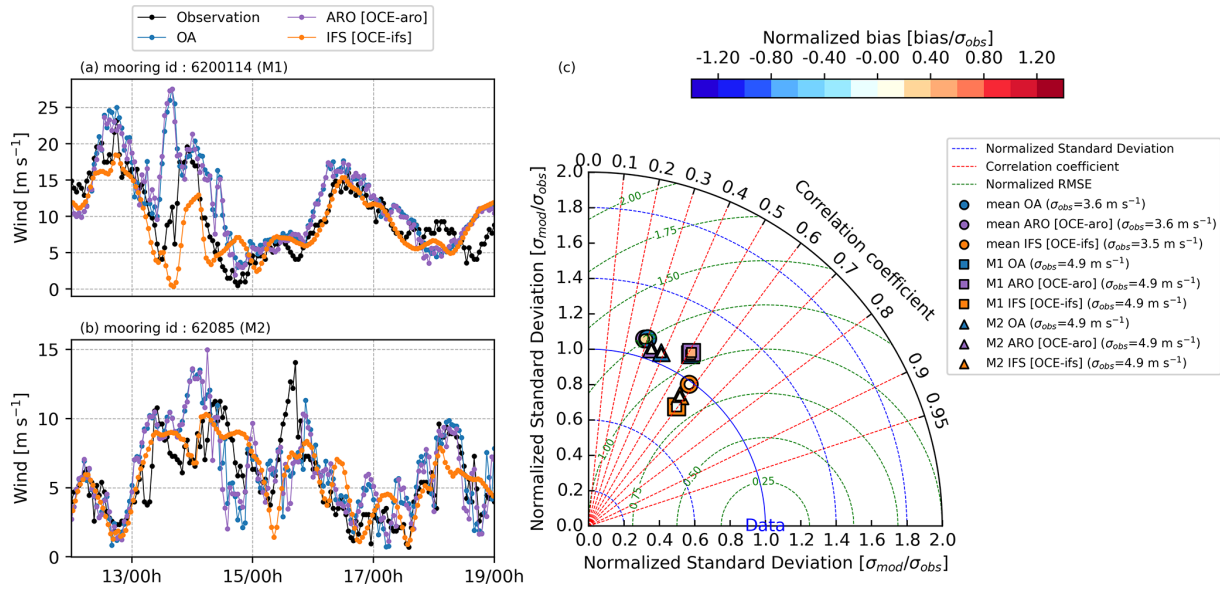 Observation
OA
ARO [OCE-aro]
IFS [OCE-ifs]
(a) mooring id : 6200114 (M1)
Wind [m s⁻¹]
25
20
15
10
5
0
(b) mooring id : 62085 (M2)
Wind [m s⁻¹]
15
10
5
0
13/00h 15/00h 17/00h 19/00h
(c)
Normalized bias [bias/σobs]
-1.20 -0.80 -0.40 -0.00 0.40 0.80 1.20
Normalized Standard Deviation
Correlation coefficient
Normalized RMSE
mean OA (σobs=3.6 m s⁻¹)
mean ARO [OCE-aro] (σobs=3.6 m s⁻¹)
mean IFS [OCE-ifs] (σobs=3.5 m s⁻¹)
M1 OA (σobs=4.9 m s⁻¹)
M1 ARO [OCE-aro] (σobs=4.9 m s⁻¹)
M1 IFS [OCE-ifs] (σobs=4.9 m s⁻¹)
M2 OA (σobs=4.9 m s⁻¹)
M2 ARO [OCE-aro] (σobs=4.9 m s⁻¹)
M2 IFS [OCE-ifs] (σobs=4.9 m s⁻¹)
0.0 0.1 0.2 0.3 0.4 0.5 0.6 0.7 0.8 0.9 0.95
Correlation coefficient
Normalized Standard Deviation [σmod/σobs]
2.0
1.8
1.6
1.4
1.2
1.0
0.8
0.6
0.4
0.2
0.0
2.00
1.75
1.50
1.00
0.75
0.50
0.25
Data
0.0 0.2 0.4 0.6 0.8 1.0 1.2 1.4 1.6 1.8 2.0
Normalized Standard Deviation [σmod/σobs]